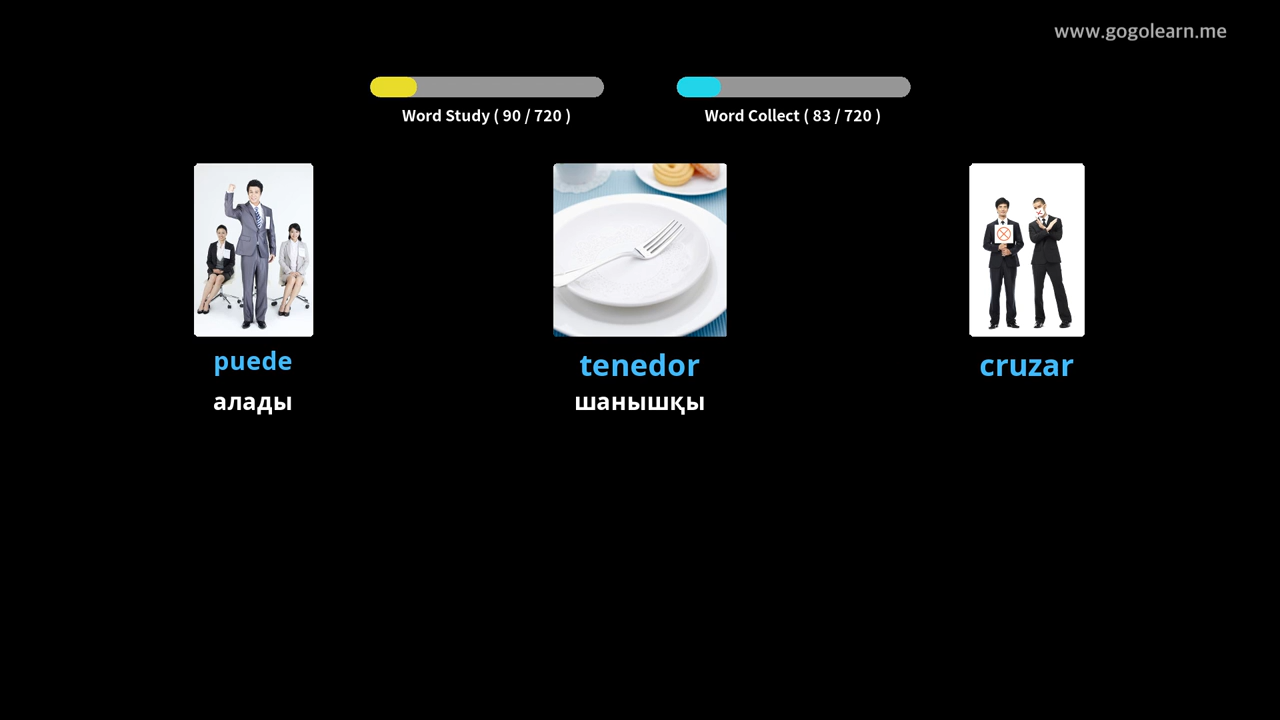 www.gogolearn.me
Word Study ( 90 / 720 )
Word Collect ( 83 / 720 )
puede
алады
tenedor
шанышқы
cruzar